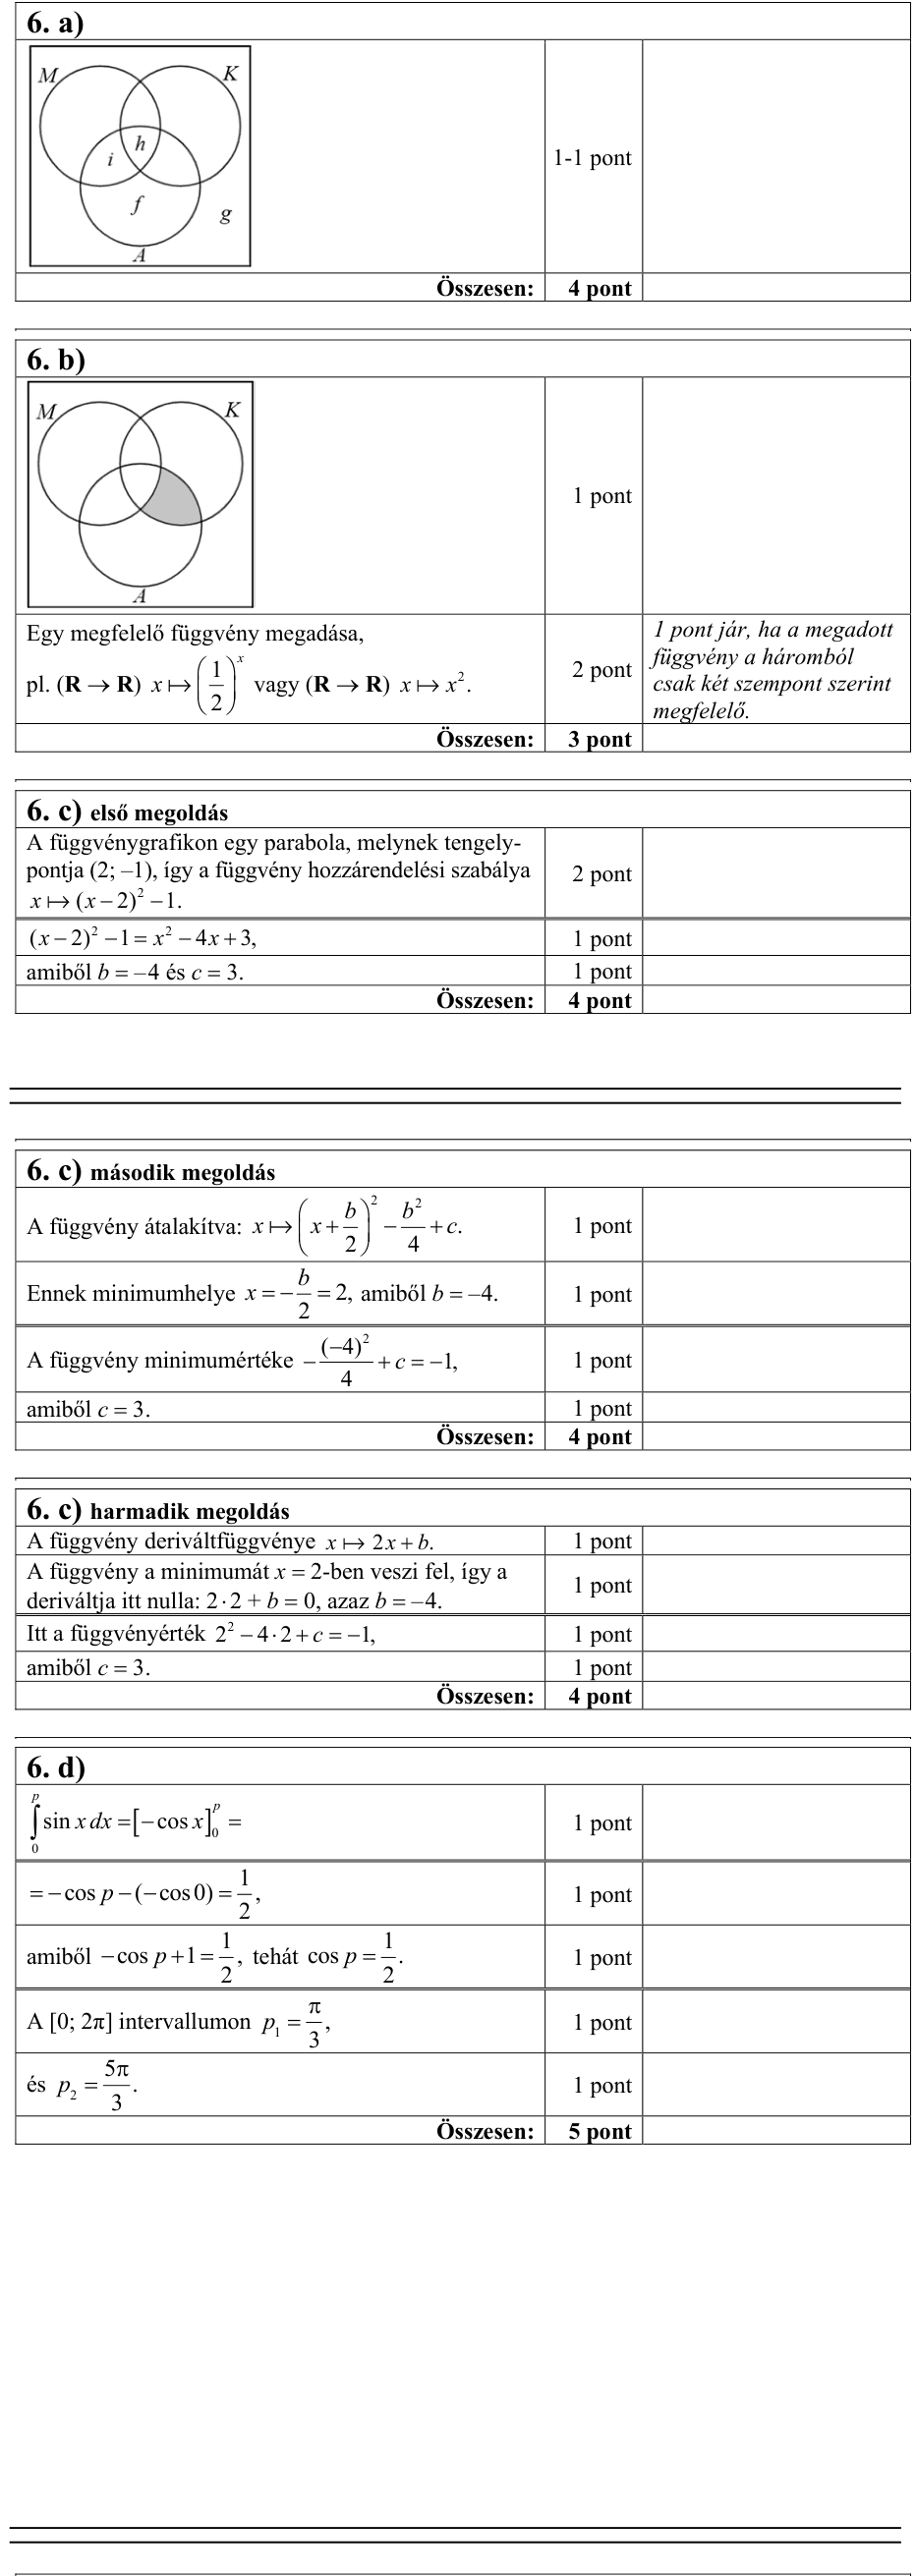 6. a)
M
K
h
i
f
g
A
1-1 pont
Összesen: 4 pont
6. b)
M
K
A
1 pont
Egy megfelelő függvény megadása,
pl. (R → R) x ↦ (1/2)^x vagy (R → R) x ↦ x².
2 pont
1 pont jár, ha a megadott
függvény a háromból
csak két szempont szerint
megfelelő.
Összesen: 3 pont
6. c) első megoldás
A függvénygrafikon egy parabola, melynek tengely-
pontja (2; –1), így a függvény hozzárendelési szabálya
x ↦ (x − 2)² − 1.
2 pont
(x − 2)² − 1 = x² − 4x + 3, 1 pont
amiből b = –4 és c = 3. 1 pont
Összesen: 4 pont
6. c) második megoldás
A függvény átalakítva: x ↦ (x + b/2)² − b²/4 + c. 1 pont
Ennek minimumhelye x = −b/2 = 2, amiből b = –4. 1 pont
A függvény minimumértéke −(−4)²/4 + c = −1, 1 pont
amiből c = 3. 1 pont
Összesen: 4 pont
6. c) harmadik megoldás
A függvény deriváltfüggvénye x ↦ 2x + b. 1 pont
A függvény a minimumát x = 2-ben veszi fel, így a
deriváltja itt nulla: 2 · 2 + b = 0, azaz b = –4.
1 pont
Itt a függvényérték 2² − 4 · 2 + c = −1, 1 pont
amiből c = 3. 1 pont
Összesen: 4 pont
6. d)
∫₀^p sin x dx = [− cos x]₀^p = 1 pont
= − cos p − (− cos 0) = 1/2, 1 pont
amiből − cos p + 1 = 1/2, tehát cos p = 1/2. 1 pont
A [0; 2π] intervallumon p₁ = π/3, 1 pont
és p₂ = 5π/3. 1 pont
Összesen: 5 pont